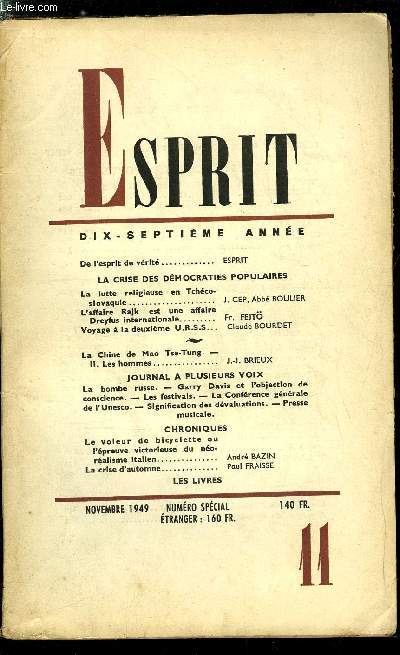 Le-livre.com
ESPRIT
DIX-SEPTIÈME ANNÉE
De l'esprit de vérité ............. ESPRIT
LA CRISE DES DÉMOCRATIES POPULAIRES
La lutte religieuse en Tchéco-
slovaquie ...................... J. CEP, Abbé BOULIER
L'affaire Rajk est une affaire
Dreyfus internationale ......... Fr. FEITÖ
Voyage à la deuxième U.R.S.S... Claude BOURDET
La Chine de Mao Tse-Tung —
II. Les hommes ................. J.-J. BRIEUX
JOURNAL A PLUSIEURS VOIX
La bombe russe. — Garry Davis et l'objection de
conscience. — Les festivals. — La Conférence générale
de l'Unesco. — Signification des dévaluations. — Presse
musicale.
CHRONIQUES
Le voleur de bicyclette ou
l'épreuve victorieuse du néo-
réalisme italien ............... André BAZIN
La crise d'automne .............. Paul FRAISSE
LES LIVRES
NOVEMBRE 1949 NUMÉRO SPÉCIAL 140 FR.
ÉTRANGER : 160 FR.
11